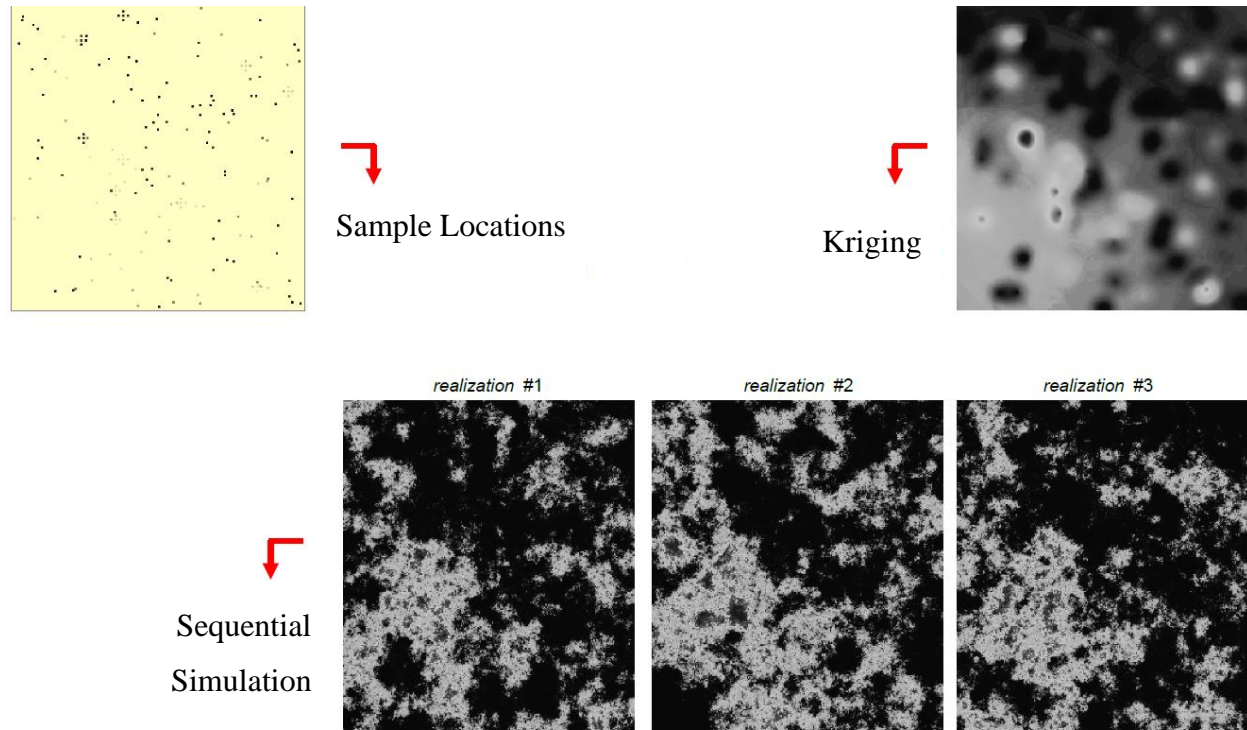 Sample Locations
Kriging
realization #1
realization #2
realization #3
Sequential
Simulation